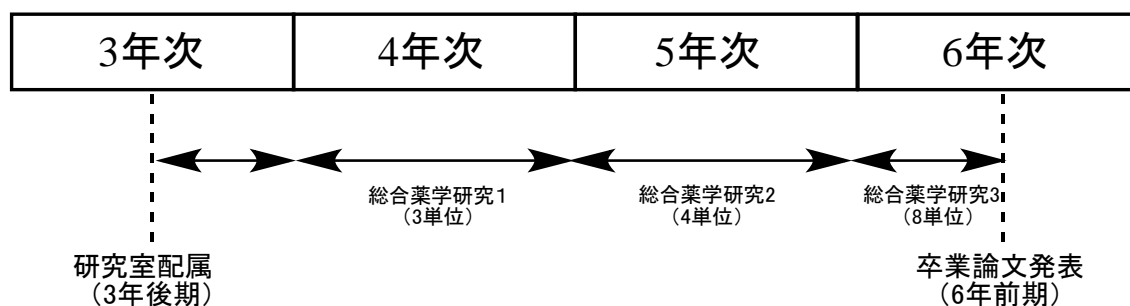 3年次
4年次
5年次
6年次
総合薬学研究1
（3単位）
総合薬学研究2
（4単位）
総合薬学研究3
（8単位）
研究室配属
（3年後期）
卒業論文発表
（6年前期）